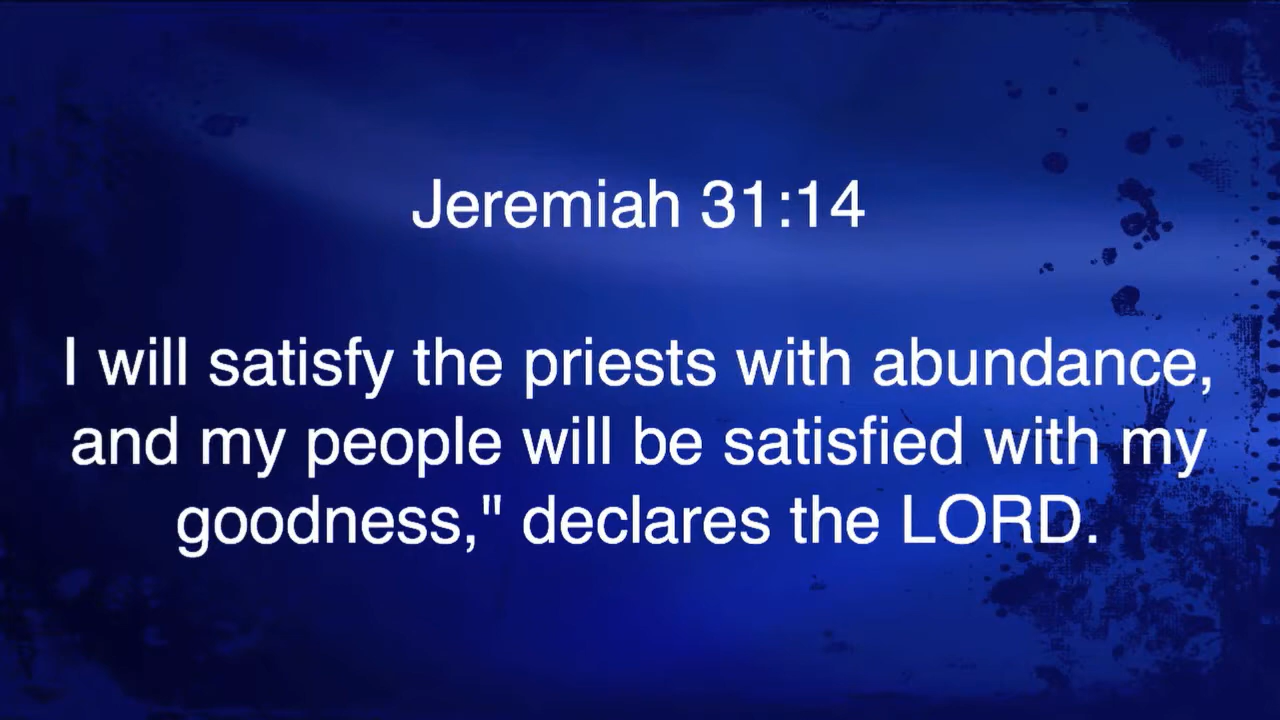 Jeremiah 31:14
I will satisfy the priests with abundance,
and my people will be satisfied with my
goodness," declares the LORD.